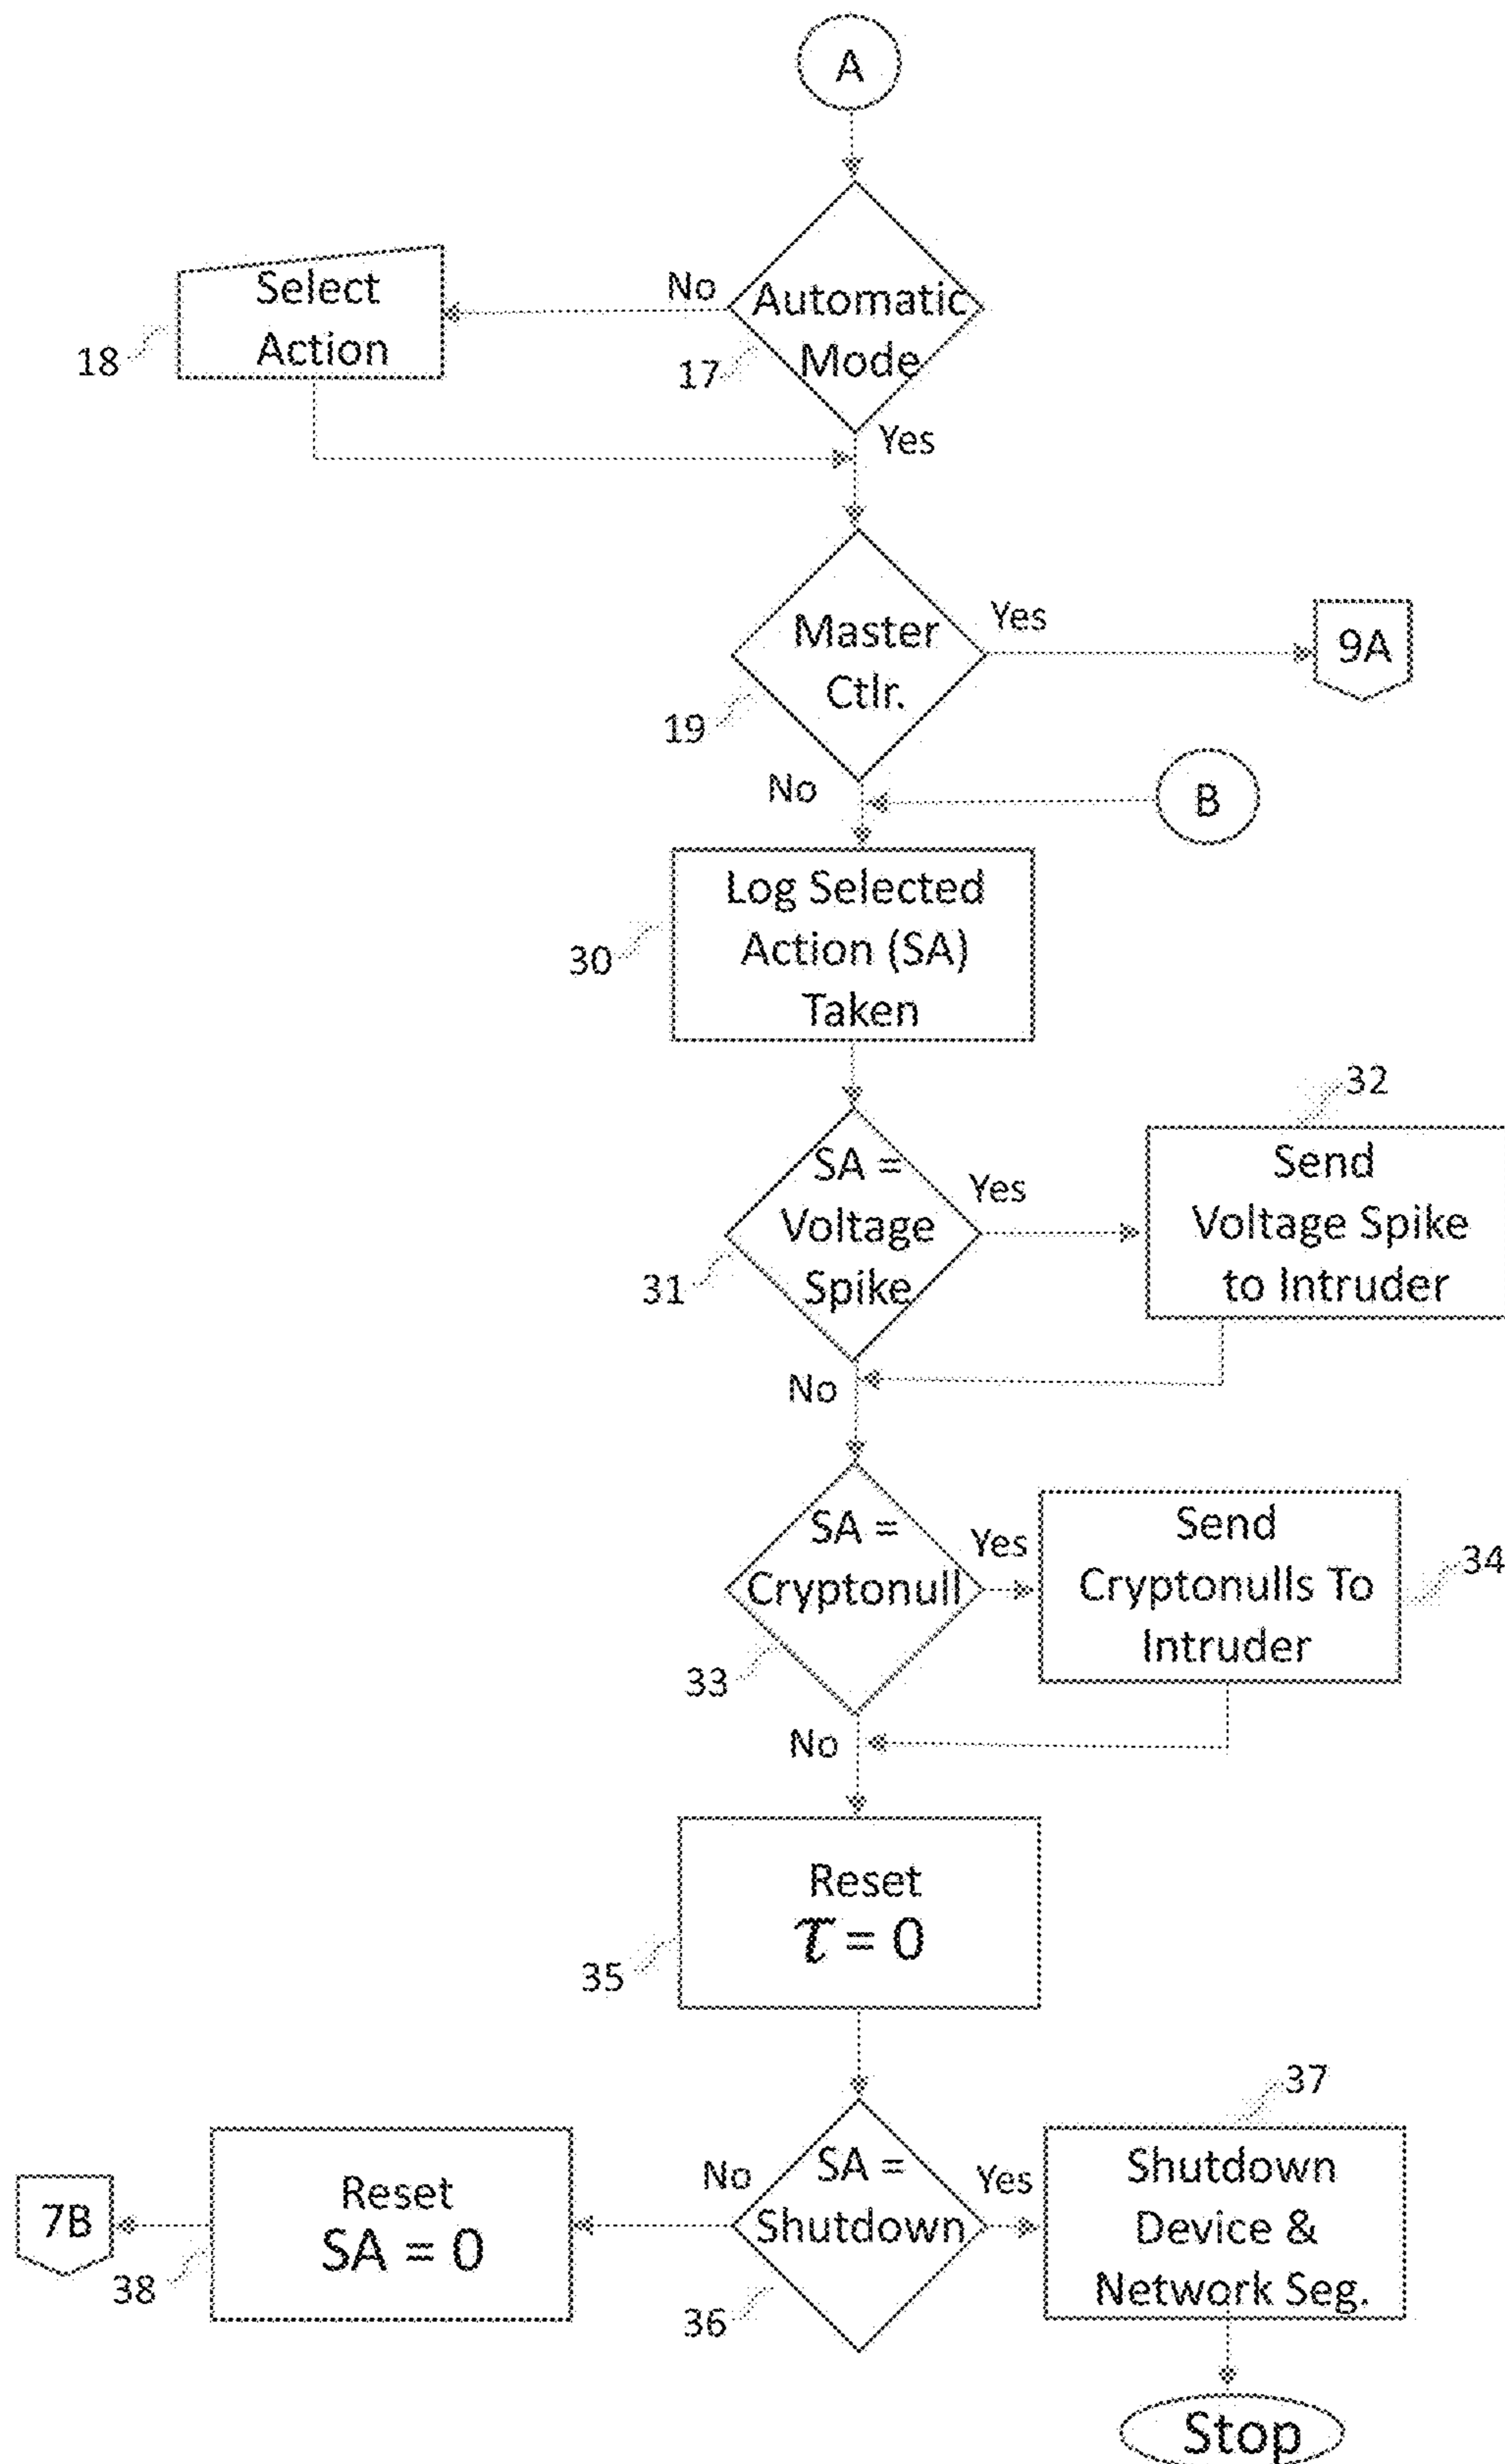 A
Automatic
Mode
No
17
Select
Action
18
Yes
Master
Ctlr.
19
Yes
9A
No
B
Log Selected
Action (SA)
Taken
30
SA =
Voltage
Spike
31
Yes
32
Send
Voltage Spike
to Intruder
No
SA =
Cryptonull
33
Yes
Send
Cryptonulls To
Intruder
34
No
Reset
τ = 0
35
SA =
Shutdown
36
No
Yes
37
Shutdown
Device &
Network Seg.
Reset
SA = 0
38
7B
Stop